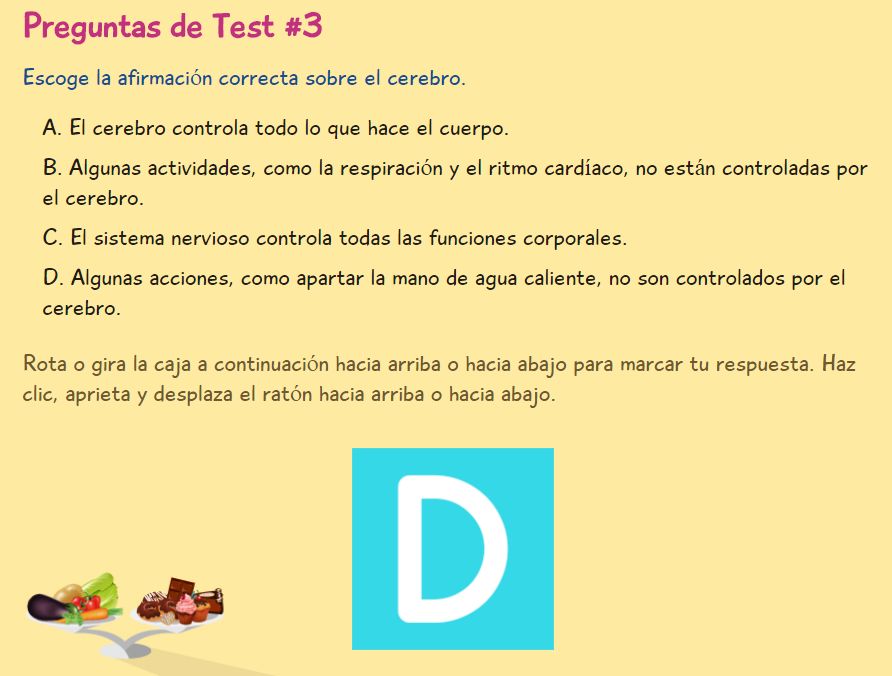 Preguntas de Test #3
Escoge la afirmación correcta sobre el cerebro.
A. El cerebro controla todo lo que hace el cuerpo.
B. Algunas actividades, como la respiración y el ritmo cardíaco, no están controladas por
el cerebro.
C. El sistema nervioso controla todas las funciones corporales.
D. Algunas acciones, como apartar la mano de agua caliente, no son controlados por el
cerebro.
Rota o gira la caja a continuación hacia arriba o hacia abajo para marcar tu respuesta. Haz
clic, aprieta y desplaza el ratón hacia arriba o hacia abajo.
D